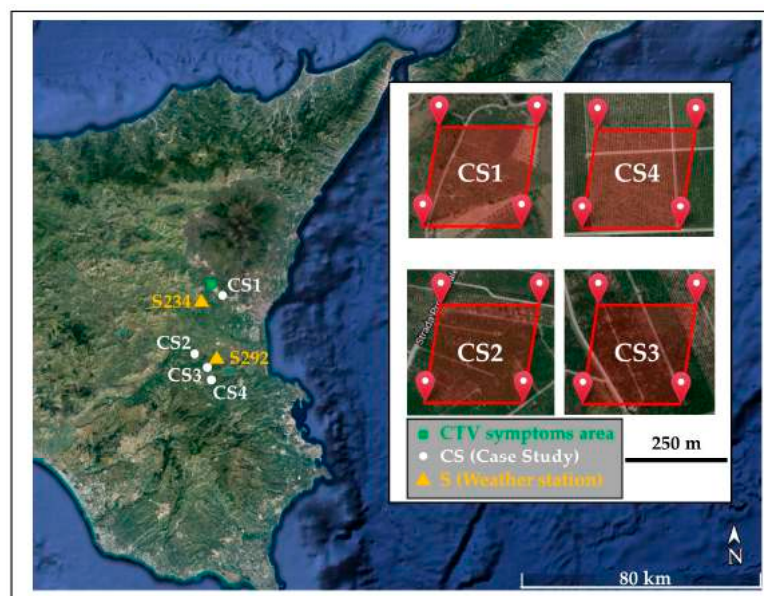 CS1
S234
CS2
S292
CS3
CS4
CS1
CS4
CS2
CS3
CTV symptoms area
CS (Case Study)
S (Weather station)
250 m
N
80 km